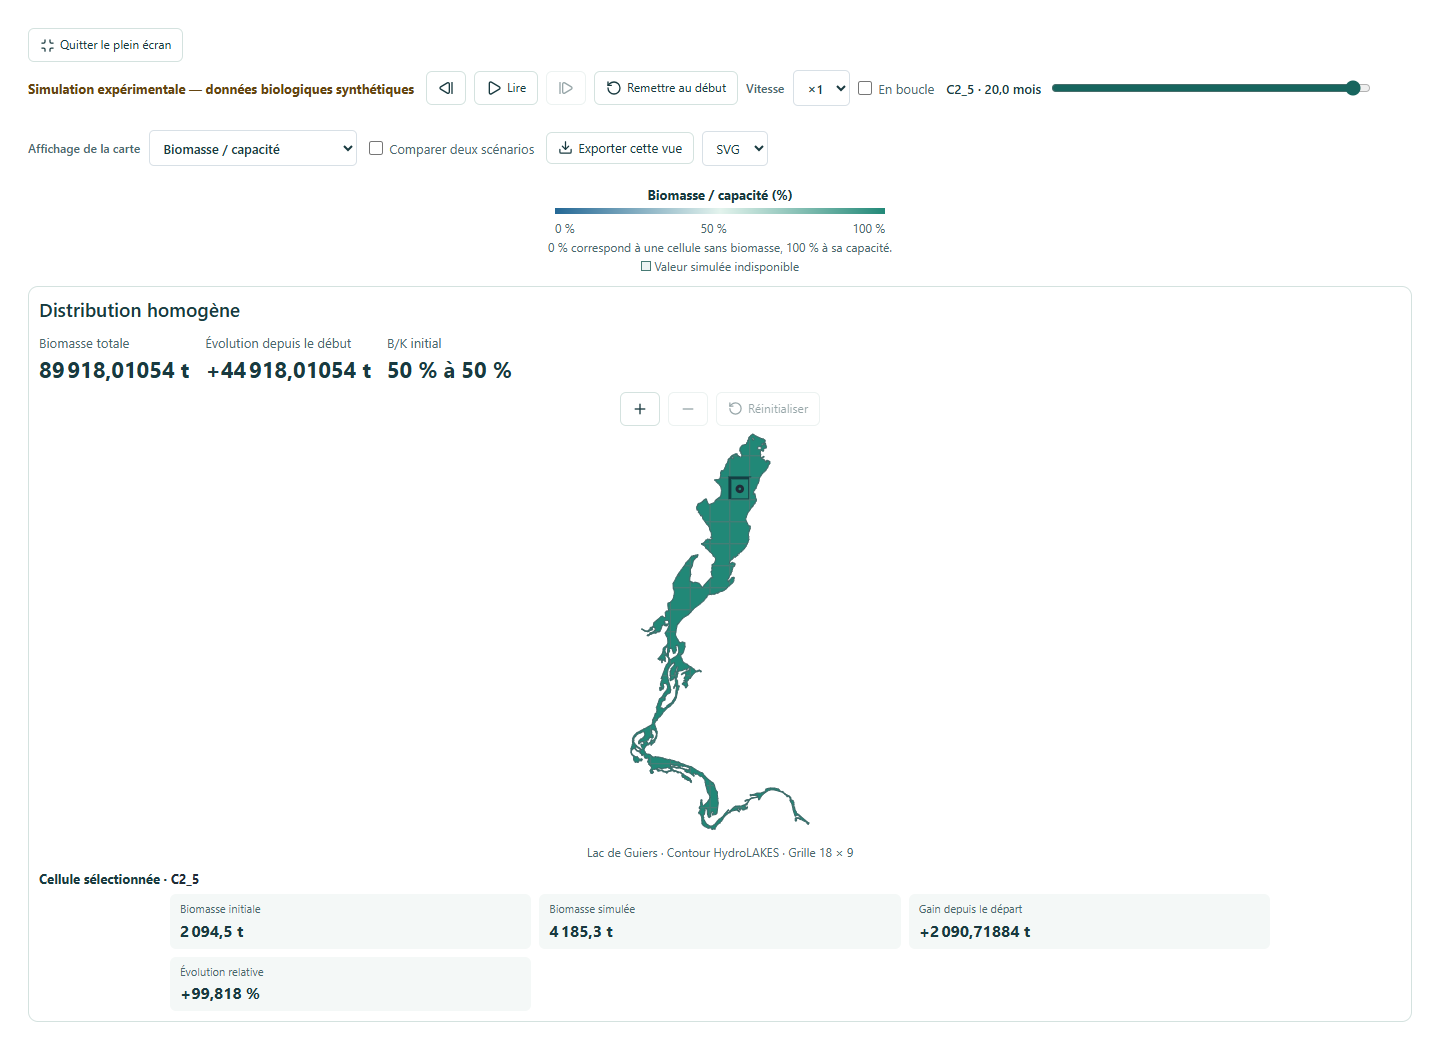 Quitter le plein écran
Simulation expérimentale — données biologiques synthétiques Lire Remettre au début Vitesse ×1 En boucle C2_5 · 20,0 mois
Affichage de la carte Biomasse / capacité Comparer deux scénarios Exporter cette vue SVG
Biomasse / capacité (%)
0 % 50 % 100 %
0 % correspond à une cellule sans biomasse, 100 % à sa capacité.
Valeur simulée indisponible
Distribution homogène
Biomasse totale Évolution depuis le début B/K initial
89 918,01054 t +44 918,01054 t 50 % à 50 %
Réinitialiser
Lac de Guiers · Contour HydroLAKES · Grille 18 × 9
Cellule sélectionnée · C2_5
Biomasse initiale Biomasse simulée Gain depuis le départ
2 094,5 t 4 185,3 t +2 090,71884 t
Évolution relative
+99,818 %